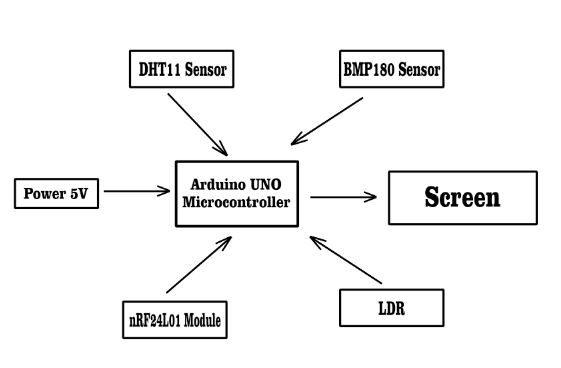 DHT11 Sensor
BMP180 Sensor
Power 5V
Arduino UNO
Microcontroller
Screen
nRF24L01 Module
LDR